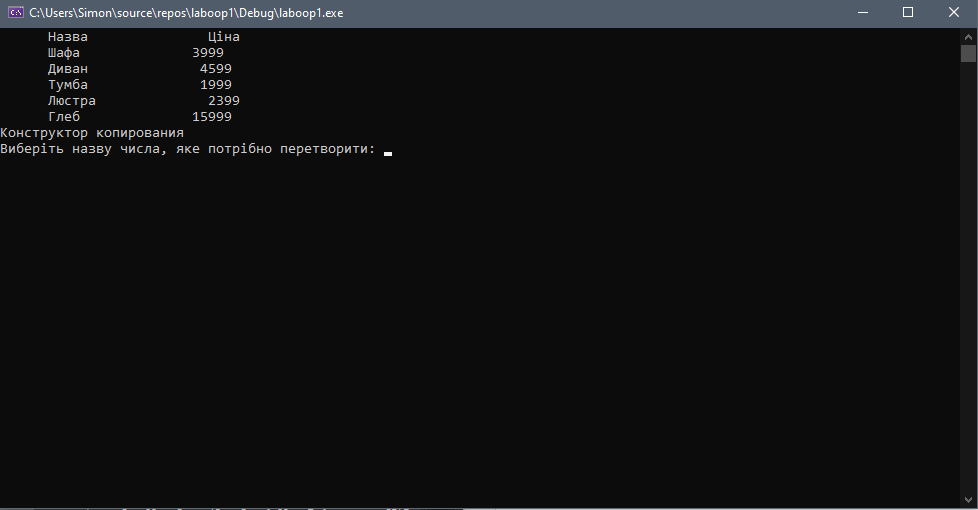 C:\Users\Simon\source\repos\laboop1\Debug\laboop1.exe
Назва Ціна
Шафа 3999
Диван 4599
Тумба 1999
Люстра 2399
Глеб 15999
Конструктор копирования
Виберіть назву числа, яке потрібно перетворити: